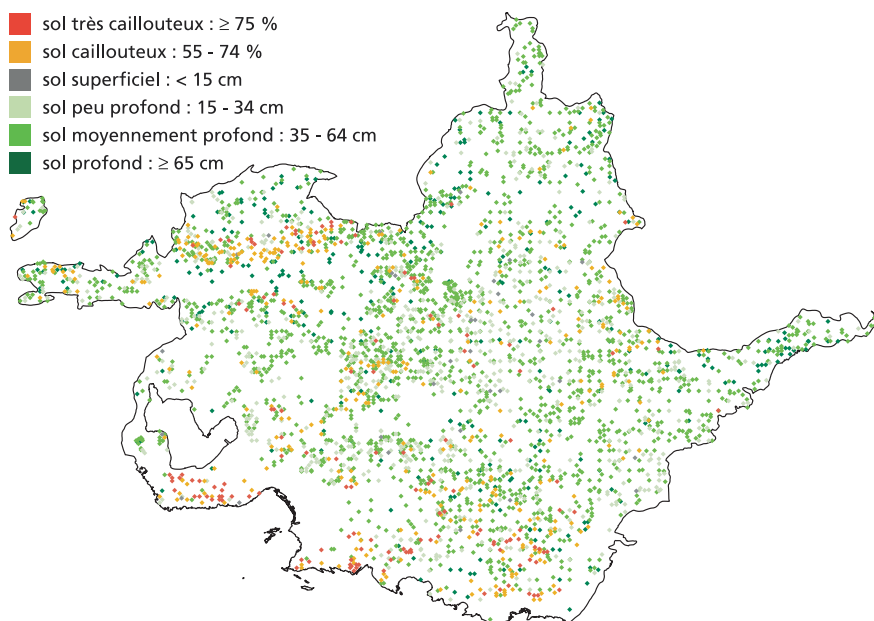 sol très caillouteux : ≥ 75 %
sol caillouteux : 55 - 74 %
sol superficiel : < 15 cm
sol peu profond : 15 - 34 cm
sol moyennement profond : 35 - 64 cm
sol profond : ≥ 65 cm